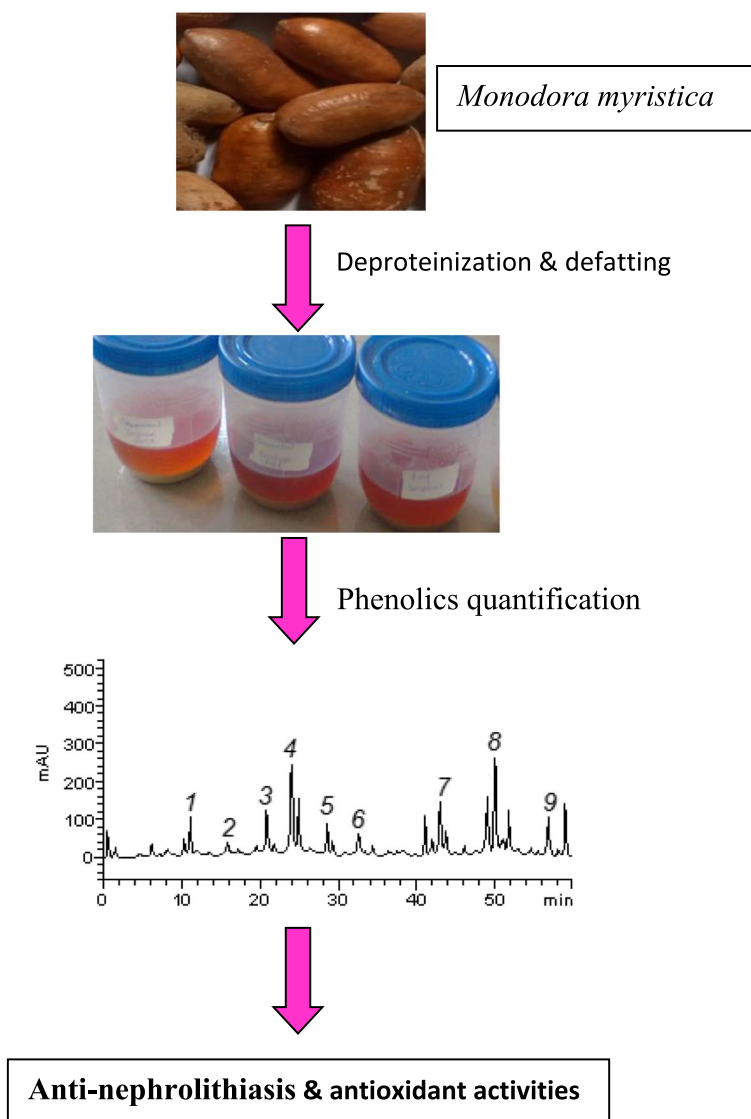 Monodora myristica
Deproteinization & defatting
Phenolics quantification
500
400
300
200
100
0
mAU
1
2
3
4
5
6
7
8
9
0 10 20 30 40 50 min
Anti-nephrolithiasis & antioxidant activities